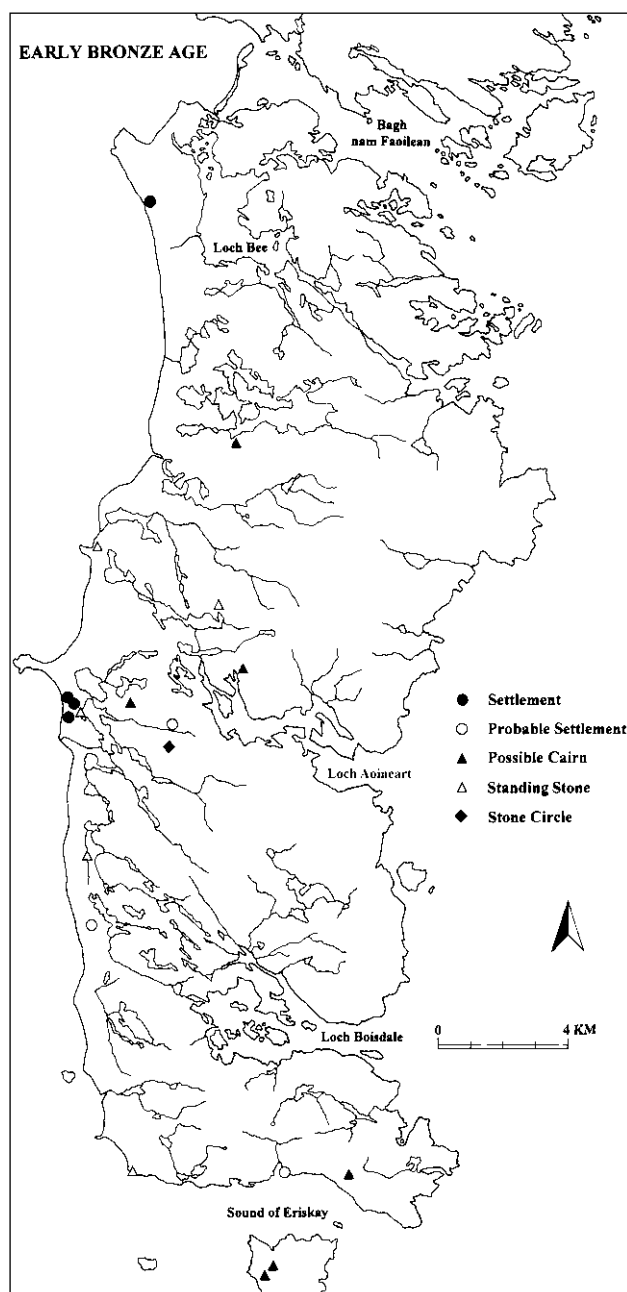 EARLY BRONZE AGE
Bagh
nam Faoilean
Loch Bee
Settlement
Probable Settlement
Possible Cairn
Standing Stone
Stone Circle
Loch Aoineart
Loch Boisdale
0 4 KM
Sound of Eriskay